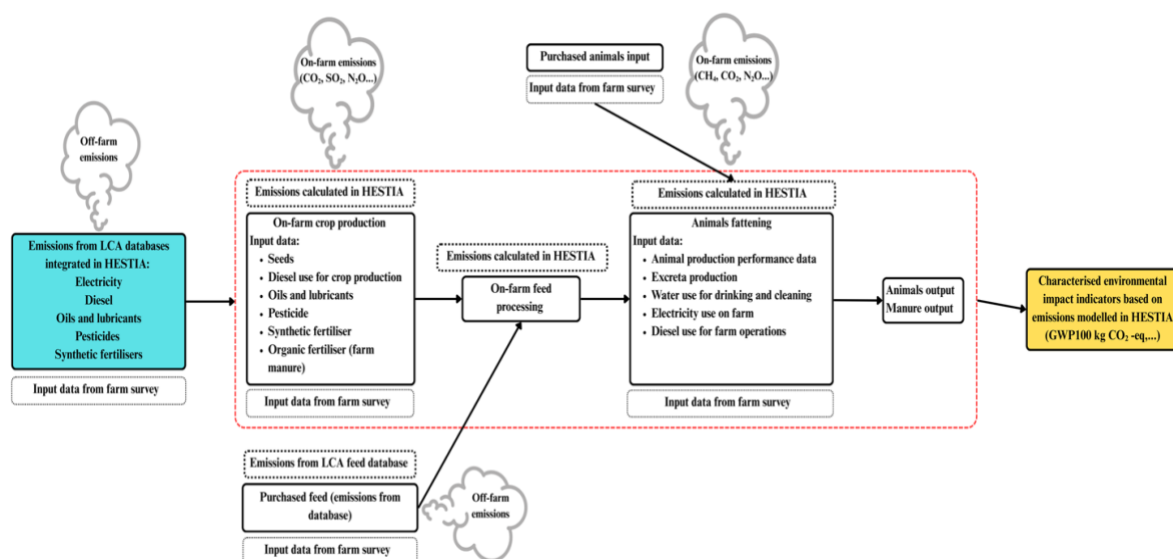 Off-farm
emissions
On-farm emissions
(CO₂, SO₂, N₂O...)
Purchased animals input
Input data from farm survey
On-farm emissions
(CH₄, CO₂, N₂O...)
Emissions from LCA databases
integrated in HESTIA:
Electricity
Diesel
Oils and lubricants
Pesticides
Synthetic fertilisers
Input data from farm survey
Emissions calculated in HESTIA
On-farm crop production
Input data:
• Seeds
• Diesel use for crop production
• Oils and lubricants
• Pesticide
• Synthetic fertiliser
• Organic fertiliser (farm
manure)
Input data from farm survey
Emissions calculated in HESTIA
On-farm feed
processing
Emissions calculated in HESTIA
Animals fattening
Input data:
• Animal production performance data
• Excreta production
• Water use for drinking and cleaning
• Electricity use on farm
• Diesel use for farm operations
Input data from farm survey
Animals output
Manure output
Characterised environmental
impact indicators based on
emissions modelled in HESTIA
(GWP100 kg CO₂ -eq,...)
Emissions from LCA feed database
Purchased feed (emissions from
database)
Input data from farm survey
Off-farm
emissions